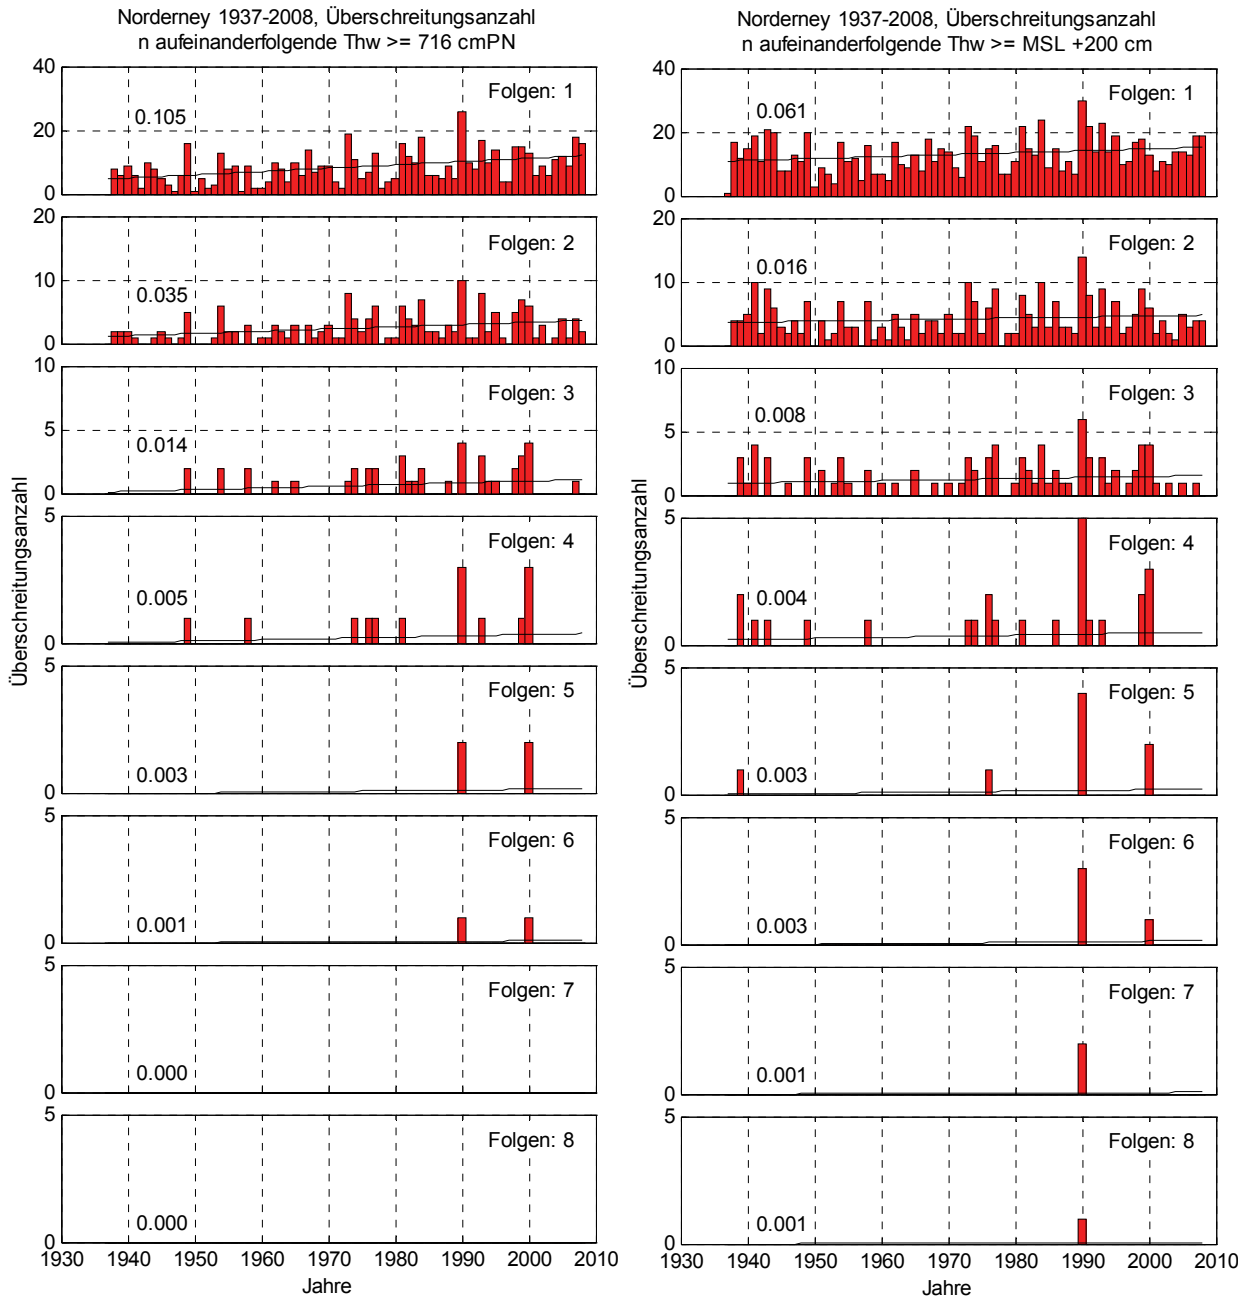 Norderney 1937-2008, Überschreitungsanzahl
n aufeinanderfolgende Thw >= 716 cmPN
40
20
0
Folgen: 1
0.105
20
10
0
Folgen: 2
0.035
10
5
0
Folgen: 3
0.014
5
0
Folgen: 4
0.005
5
0
Folgen: 5
0.003
5
0
Folgen: 6
0.001
5
0
Folgen: 7
0.000
5
0
Folgen: 8
0.000
Überschreitungsanzahl
1930 1940 1950 1960 1970 1980 1990 2000 2010
Jahre
Norderney 1937-2008, Überschreitungsanzahl
n aufeinanderfolgende Thw >= MSL +200 cm
40
20
0
Folgen: 1
0.061
20
10
0
Folgen: 2
0.016
10
5
0
Folgen: 3
0.008
5
0
Folgen: 4
0.004
5
0
Folgen: 5
0.003
5
0
Folgen: 6
0.003
5
0
Folgen: 7
0.001
5
0
Folgen: 8
0.001
Überschreitungsanzahl
1930 1940 1950 1960 1970 1980 1990 2000 2010
Jahre